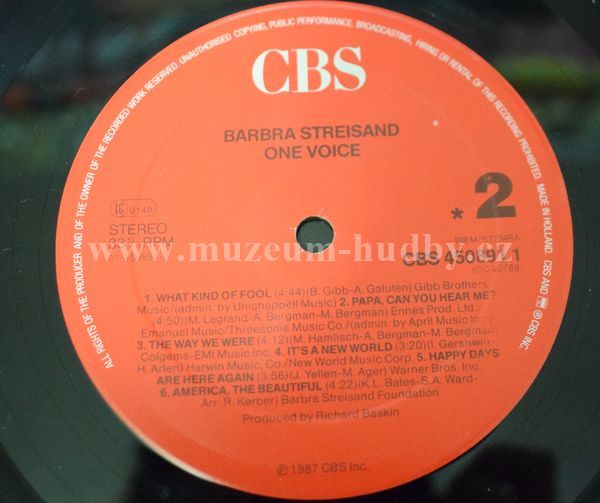 ALL RIGHTS OF THE PRODUCER AND OF THE OWNER OF THE RECORDED WORK RESERVED. UNAUTHORISED COPYING, PUBLIC PERFORMANCE, BROADCASTING, HIRING OR RENTAL OF THIS RECORDING PROHIBITED. MADE IN HOLLAND. CBS AND ARE ® CBS INC.
CBS
BARBRA STREISAND
ONE VOICE
LC 0149
STEREO
33⅓ RPM
* 2
BIEM/STEMRA
www.muzeum-hudby.cz
CBS 450891 1
(OC 40788)
1. WHAT KIND OF FOOL (4:44)(B. Gibb-A. Galuten) Gibb Brothers
Music/(admin. by Unichappell Music) 2. PAPA, CAN YOU HEAR ME?
(4:50)(M. Legrand-A. Bergman-M. Bergman) Ennes Prod. Ltd./
Emanuel Music/Threesome Music Co./(admin. by April Music Inc.)
3. THE WAY WE WERE (4:12)(M. Hamlisch-A. Bergman-M. Bergman)
Colgems-EMI Music Inc. 4. IT'S A NEW WORLD (3:20)(I. Gershwin-
H. Arlen) Harwin Music, Co./New World Music Corp. 5. HAPPY DAYS
ARE HERE AGAIN (3:56)(J. Yellen-M. Ager) Warner Bros. Inc.
6. AMERICA, THE BEAUTIFUL (4:22)(K.L. Bates-S.A. Ward-
Arr: R. Kerber) Barbra Streisand Foundation
Produced by Richard Baskin
℗ 1987 CBS Inc.